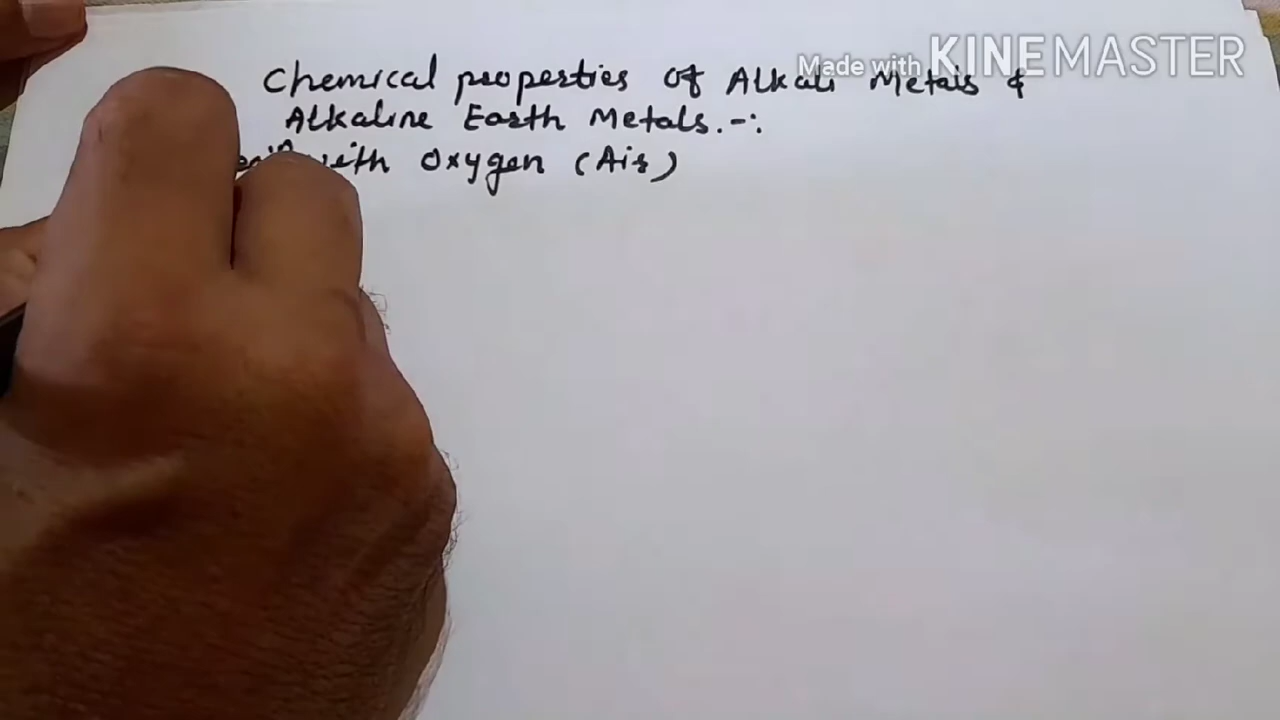 Made with KINEMASTER
Chemical properties of Alkali Metals &
Alkaline Earth Metals.-:
with Oxygen (Air)